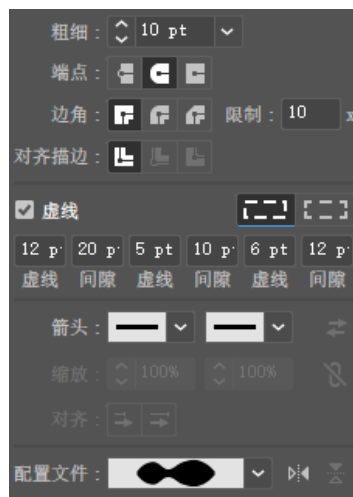 粗细： 10 pt
端点：
边角： 限制： 10 x
对齐描边：
虚线
12 p 20 p 5 pt 10 p 6 pt 12 p
虚线 间隙 虚线 间隙 虚线 间隙
箭头：
缩放： 100% 100%
对齐：
配置文件：